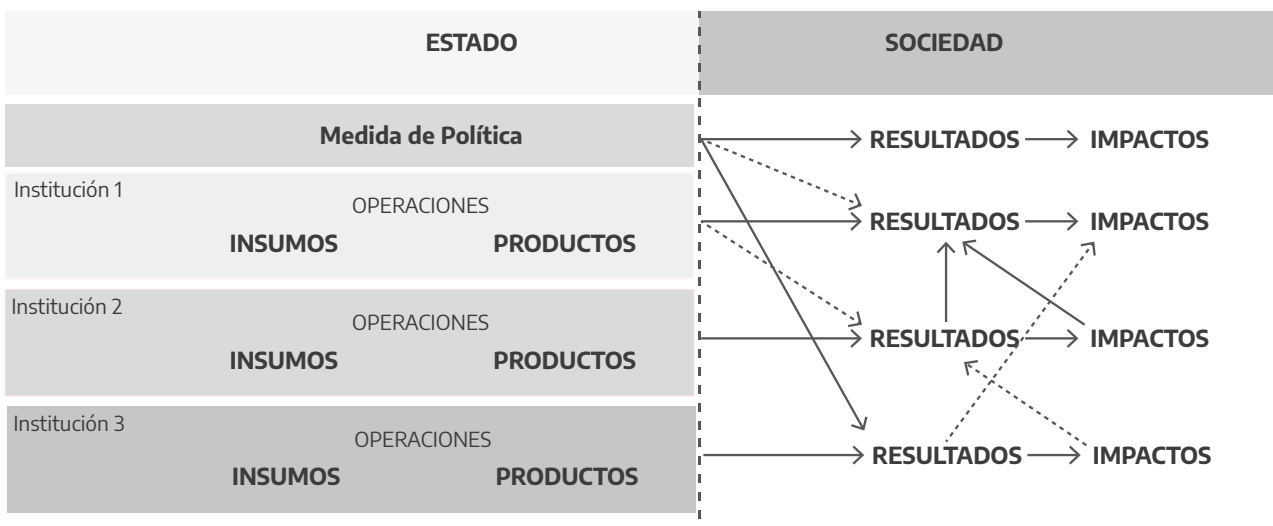 ESTADO SOCIEDAD
Medida de Política RESULTADOS IMPACTOS
Institución 1
OPERACIONES RESULTADOS IMPACTOS
INSUMOS PRODUCTOS
Institución 2
OPERACIONES RESULTADOS IMPACTOS
INSUMOS PRODUCTOS
Institución 3
OPERACIONES RESULTADOS IMPACTOS
INSUMOS PRODUCTOS